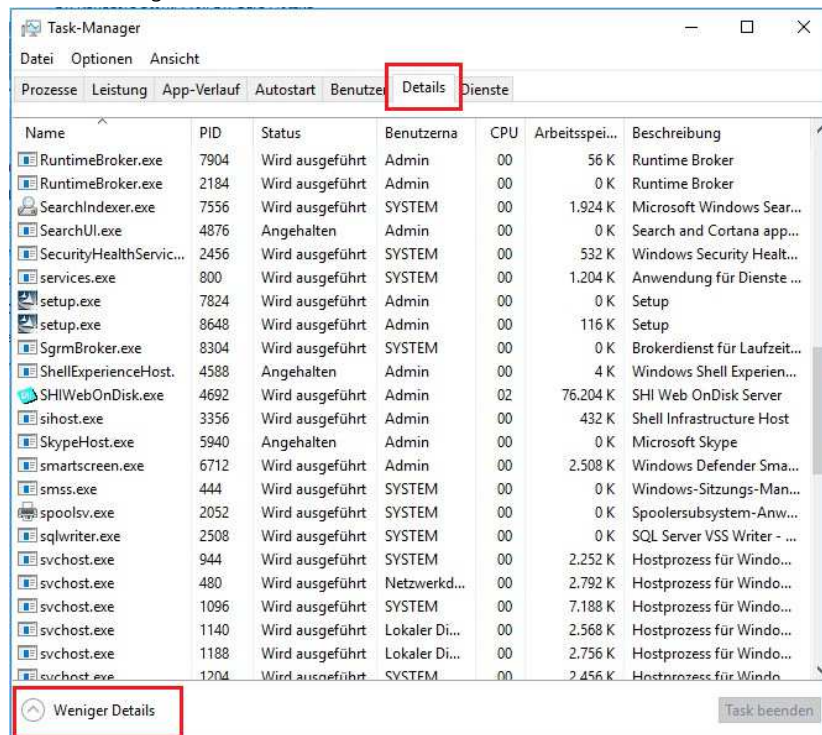 Task-Manager
Datei Optionen Ansicht
Prozesse Leistung App-Verlauf Autostart Benutzer Details Dienste
Name PID Status Benutzerna CPU Arbeitsspei... Beschreibung
RuntimeBroker.exe 7904 Wird ausgeführt Admin 00 56 K Runtime Broker
RuntimeBroker.exe 2184 Wird ausgeführt Admin 00 0 K Runtime Broker
SearchIndexer.exe 7556 Wird ausgeführt SYSTEM 00 1.924 K Microsoft Windows Sear...
SearchUI.exe 4876 Angehalten Admin 00 0 K Search and Cortana app...
SecurityHealthServic... 2456 Wird ausgeführt SYSTEM 00 532 K Windows Security Healt...
services.exe 800 Wird ausgeführt SYSTEM 00 1.204 K Anwendung für Dienste ...
setup.exe 7824 Wird ausgeführt Admin 00 0 K Setup
setup.exe 8648 Wird ausgeführt Admin 00 116 K Setup
SgrmBroker.exe 8304 Wird ausgeführt SYSTEM 00 0 K Brokerdienst für Laufzeit...
ShellExperienceHost. 4588 Angehalten Admin 00 4 K Windows Shell Experien...
SHIWebOnDisk.exe 4692 Wird ausgeführt Admin 02 76.204 K SHI Web OnDisk Server
sihost.exe 3356 Wird ausgeführt Admin 00 432 K Shell Infrastructure Host
SkypeHost.exe 5940 Angehalten Admin 00 0 K Microsoft Skype
smartscreen.exe 6712 Wird ausgeführt Admin 00 2.508 K Windows Defender Sma...
smss.exe 444 Wird ausgeführt SYSTEM 00 0 K Windows-Sitzungs-Man...
spoolsv.exe 2052 Wird ausgeführt SYSTEM 00 0 K Spoolersubsystem-Anw...
sqlwriter.exe 2508 Wird ausgeführt SYSTEM 00 0 K SQL Server VSS Writer - ...
svchost.exe 944 Wird ausgeführt SYSTEM 00 2.252 K Hostprozess für Windo...
svchost.exe 480 Wird ausgeführt Netzwerkd... 00 2.792 K Hostprozess für Windo...
svchost.exe 1096 Wird ausgeführt SYSTEM 00 7.188 K Hostprozess für Windo...
svchost.exe 1140 Wird ausgeführt Lokaler Di... 00 2.568 K Hostprozess für Windo...
svchost.exe 1188 Wird ausgeführt Lokaler Di... 00 2.756 K Hostprozess für Windo...
svchost.exe 1204 Wird ausgeführt SYSTEM 00 2.456 K Hostprozess für Windo
Weniger Details Task beenden